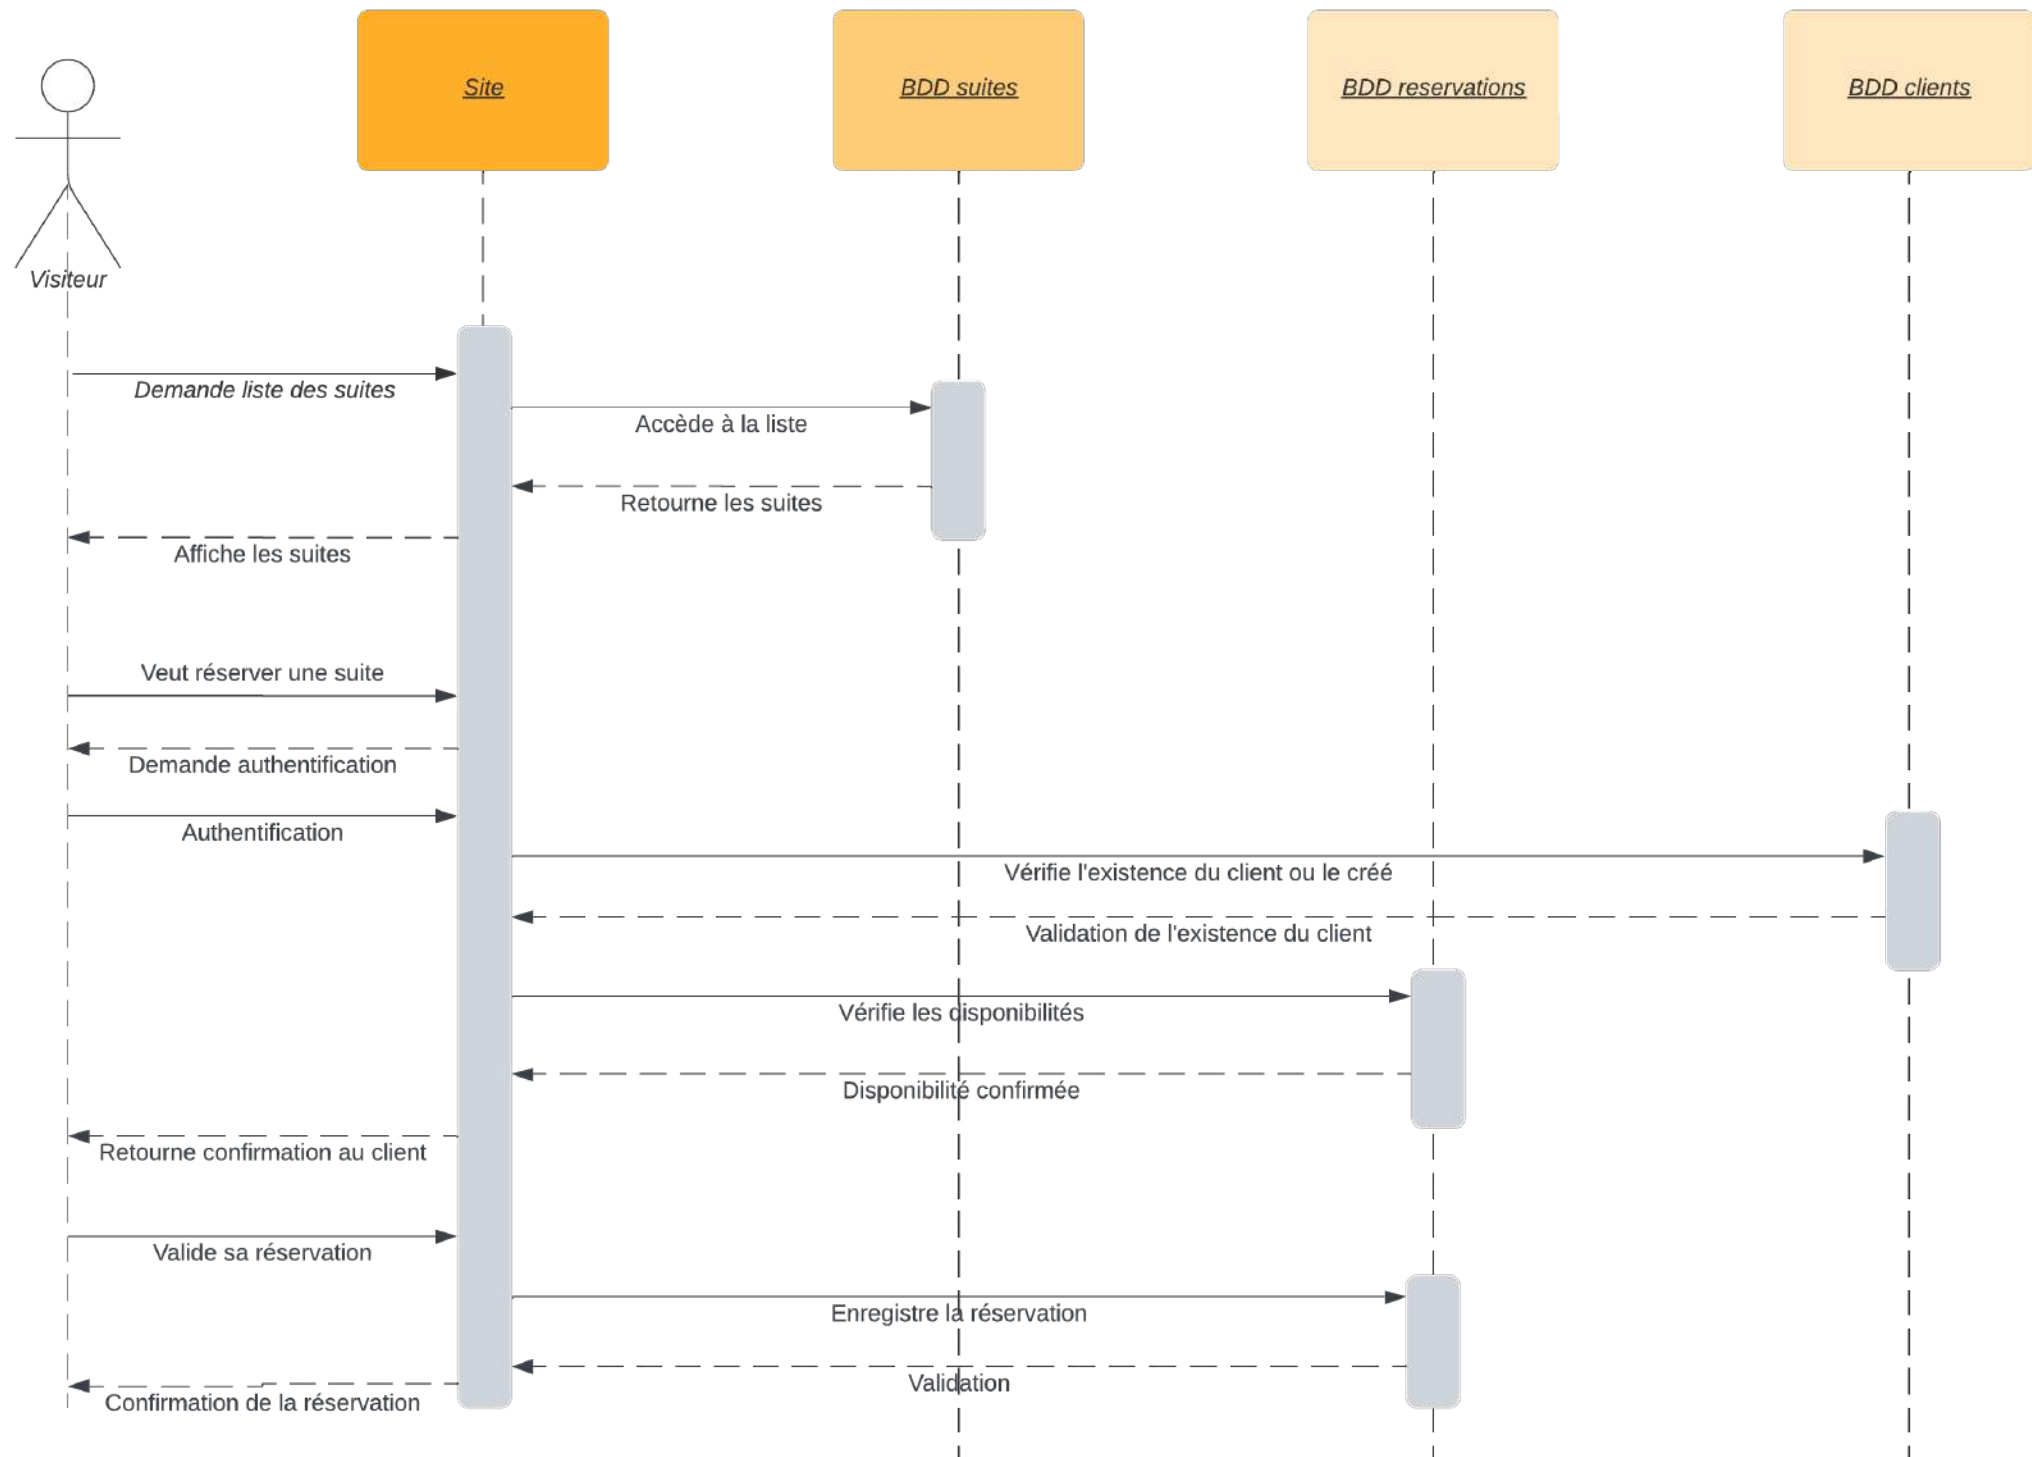 Site
BDD suites
BDD reservations
BDD clients
Visiteur
Demande liste des suites
Accède à la liste
Retourne les suites
Affiche les suites
Veut réserver une suite
Demande authentification
Authentification
Vérifie l'existence du client ou le créé
Validation de l'existence du client
Vérifie les disponibilités
Disponibilité confirmée
Retourne confirmation au client
Valide sa réservation
Enregistre la réservation
Validation
Confirmation de la réservation